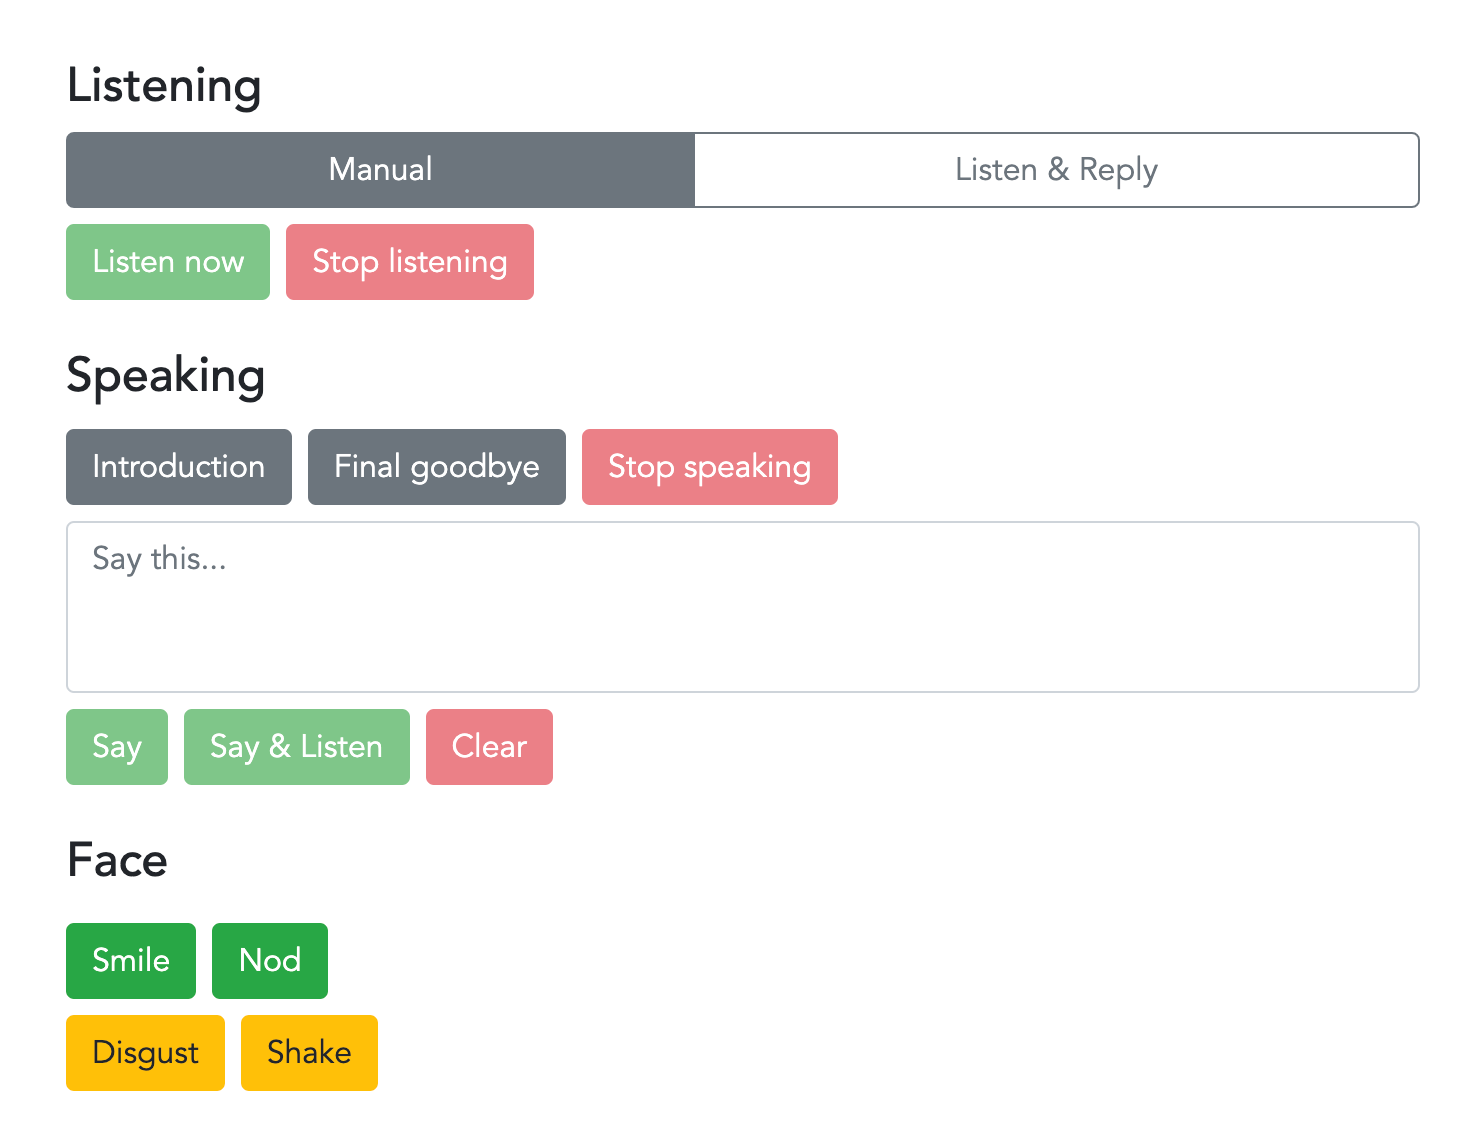 Listening
Manual Listen & Reply
Listen now Stop listening
Speaking
Introduction Final goodbye Stop speaking
Say this...
Say Say & Listen Clear
Face
Smile Nod
Disgust Shake